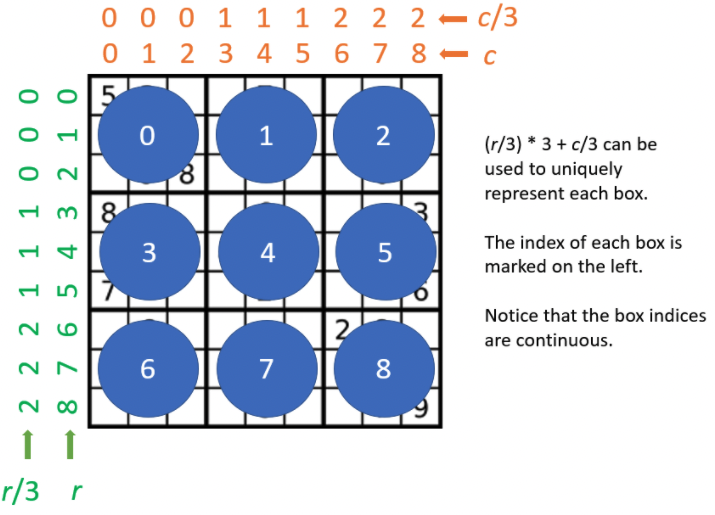 0 0 0 1 1 1 2 2 2 c/3
0 1 2 3 4 5 6 7 8 c
0 0 5
0 1 0 1 2
0 2 8
1 3 8 3
1 4 3 4 5
1 5 7 6
2 6 2
2 7 6 7 8
2 8 9
r/3 r
(r/3) * 3 + c/3 can be
used to uniquely
represent each box.
The index of each box is
marked on the left.
Notice that the box indices
are continuous.